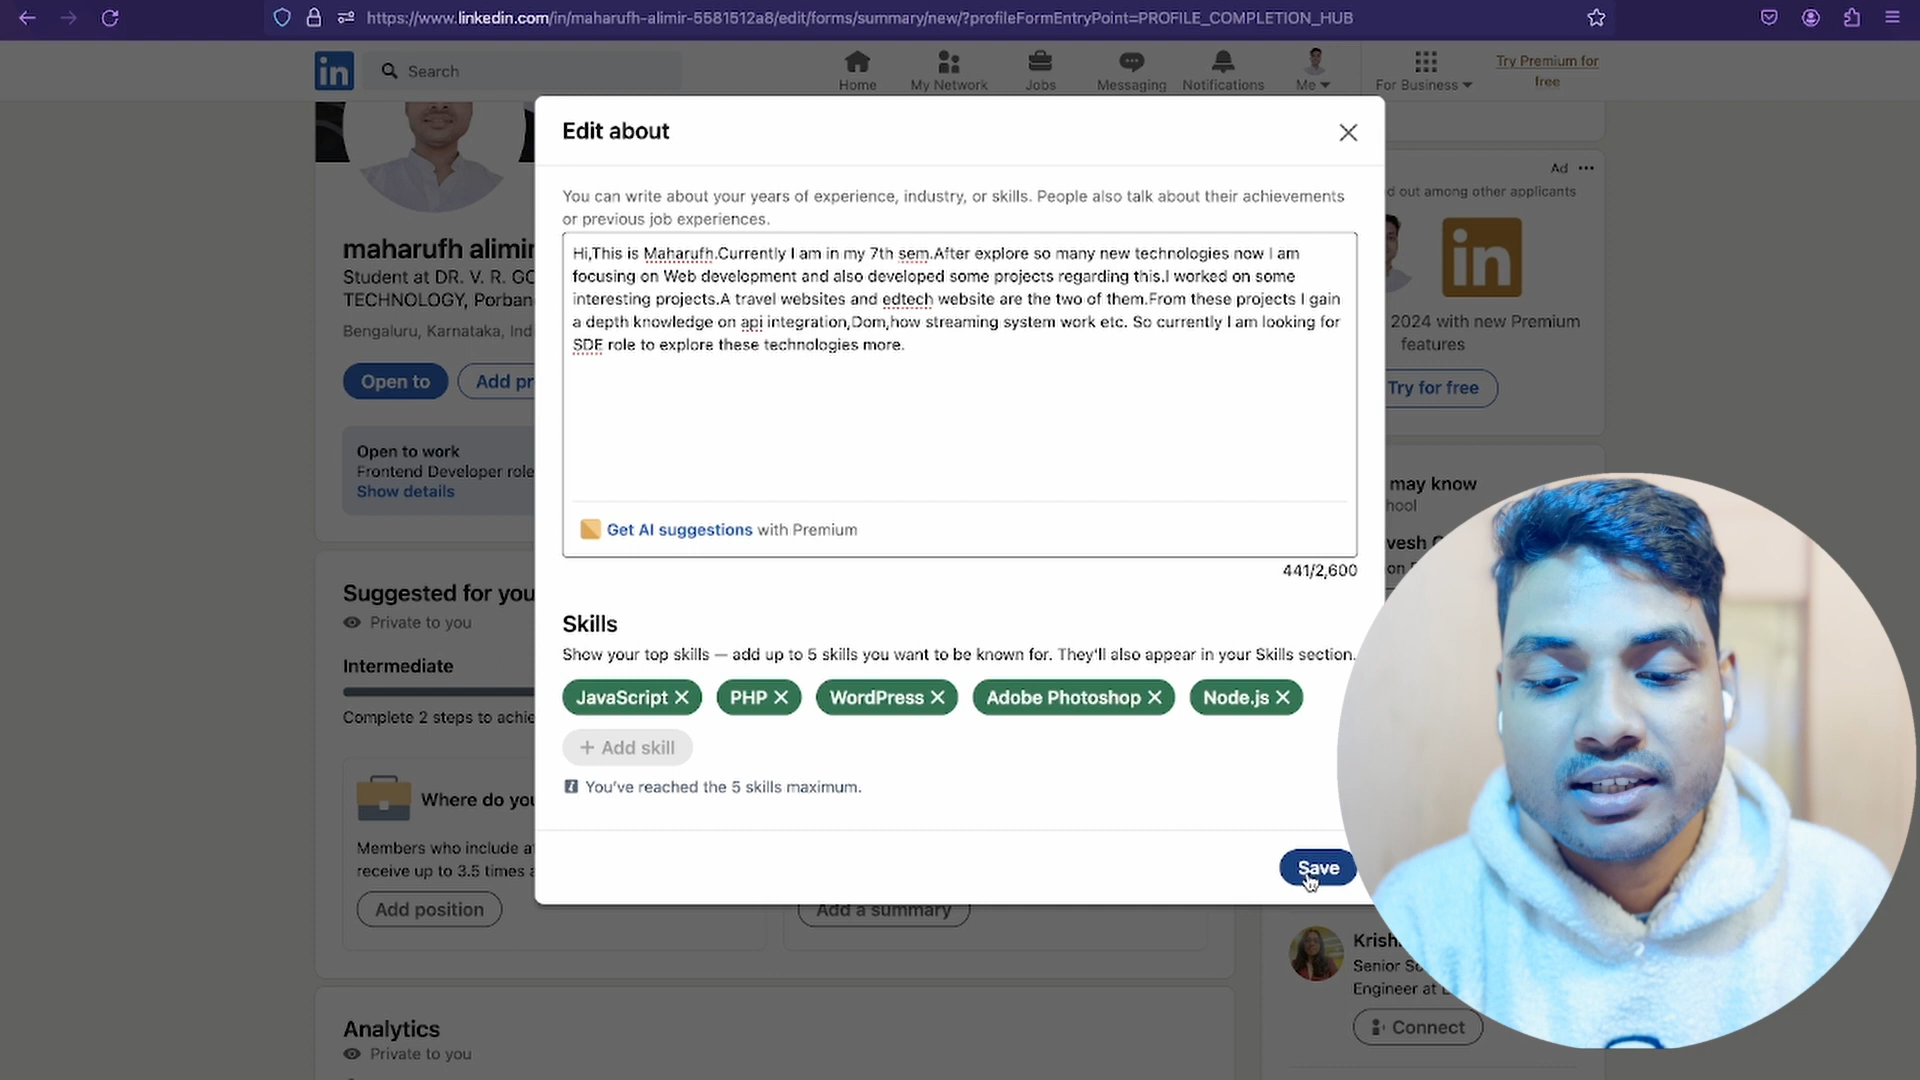 https://www.linkedin.com/in/maharufh-alimir-5581512a8/edit/forms/summary/new/?profileFormEntryPoint=PROFILE_COMPLETION_HUB
in
Search
Home
My Network
Jobs
Messaging
Notifications
Me
For Business
Try Premium for
free
Edit about
You can write about your years of experience, industry, or skills. People also talk about their achievements
or previous job experiences.
Hi,This is Maharufh.Currently I am in my 7th sem.After explore so many new technologies now I am
focusing on Web development and also developed some projects regarding this.I worked on some
interesting projects.A travel websites and edtech website are the two of them.From these projects I gain
a depth knowledge on api integration,Dom,how streaming system work etc. So currently I am looking for
SDE role to explore these technologies more.
Get AI suggestions with Premium
441/2,600
Skills
Show your top skills — add up to 5 skills you want to be known for. They'll also appear in your Skills section.
JavaScript
PHP
WordPress
Adobe Photoshop
Node.js
+ Add skill
You've reached the 5 skills maximum.
Save
maharufh alimir
Student at DR. V. R. GO
TECHNOLOGY, Porban
Bengaluru, Karnataka, Ind
Open to
Add pr
Open to work
Frontend Developer role
Show details
Suggested for you
Private to you
Intermediate
Complete 2 steps to achie
Where do you
Members who include a
receive up to 3.5 times a
Add position
Add a summary
Analytics
Private to you
Ad
d out among other applicants
in
2024 with new Premium
features
Try for free
may know
hool
vesh
on
Krish
Senior So
Engineer at
Connect